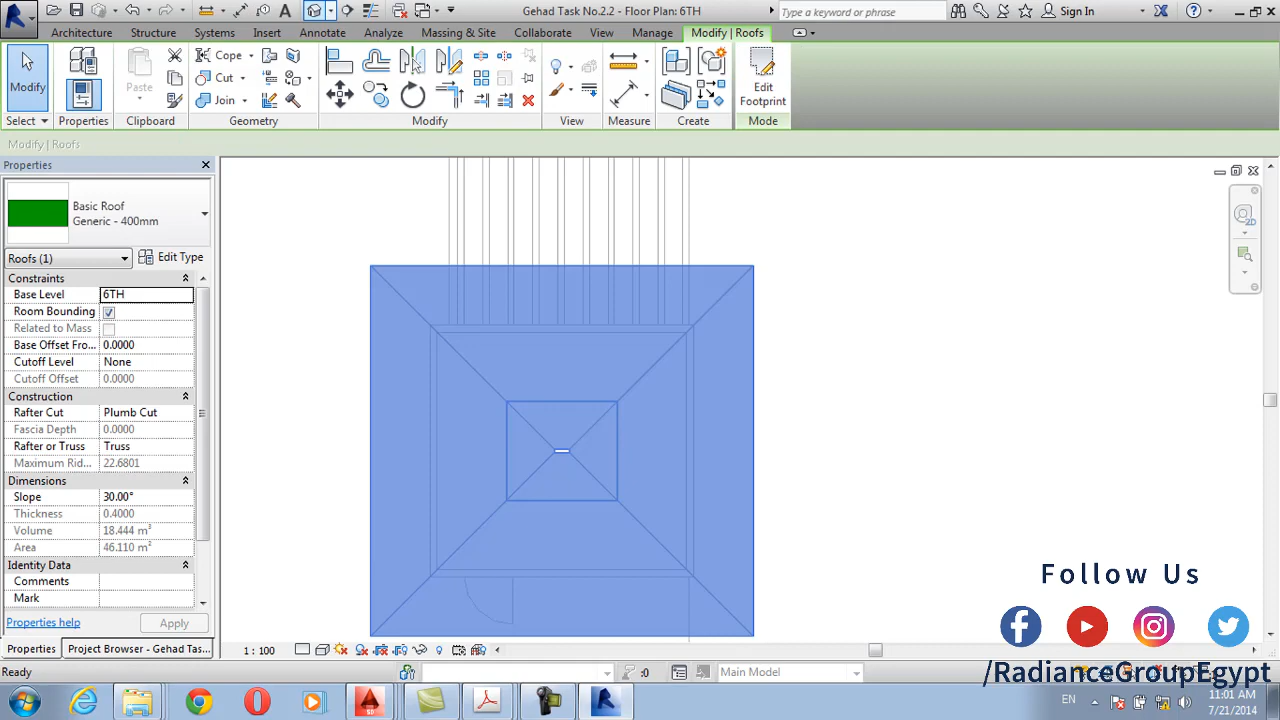 Gehad Task No.2.2 - Floor Plan: 6TH
Type a keyword or phrase
Sign In
Architecture
Structure
Systems
Insert
Annotate
Analyze
Massing & Site
Collaborate
View
Manage
Modify | Roofs
Modify
Paste
Cope
Cut
Join
Edit
Footprint
Select
Properties
Clipboard
Geometry
Modify
View
Measure
Create
Mode
Modify | Roofs
Properties
Basic Roof
Generic - 400mm
Roofs (1)
Edit Type
Constraints
Base Level 6TH
Room Bounding
Related to Mass
Base Offset Fro... 0.0000
Cutoff Level None
Cutoff Offset 0.0000
Construction
Rafter Cut Plumb Cut
Fascia Depth 0.0000
Rafter or Truss Truss
Maximum Rid... 22.6801
Dimensions
Slope 30.00°
Thickness 0.4000
Volume 18.444 m³
Area 46.110 m²
Identity Data
Comments
Mark
Properties help
Apply
Properties
Project Browser - Gehad Tas...
1 : 100
Ready
:0
Main Model
2D
Follow Us
/RadianceGroupEgypt
EN
11:01 AM
7/21/2014